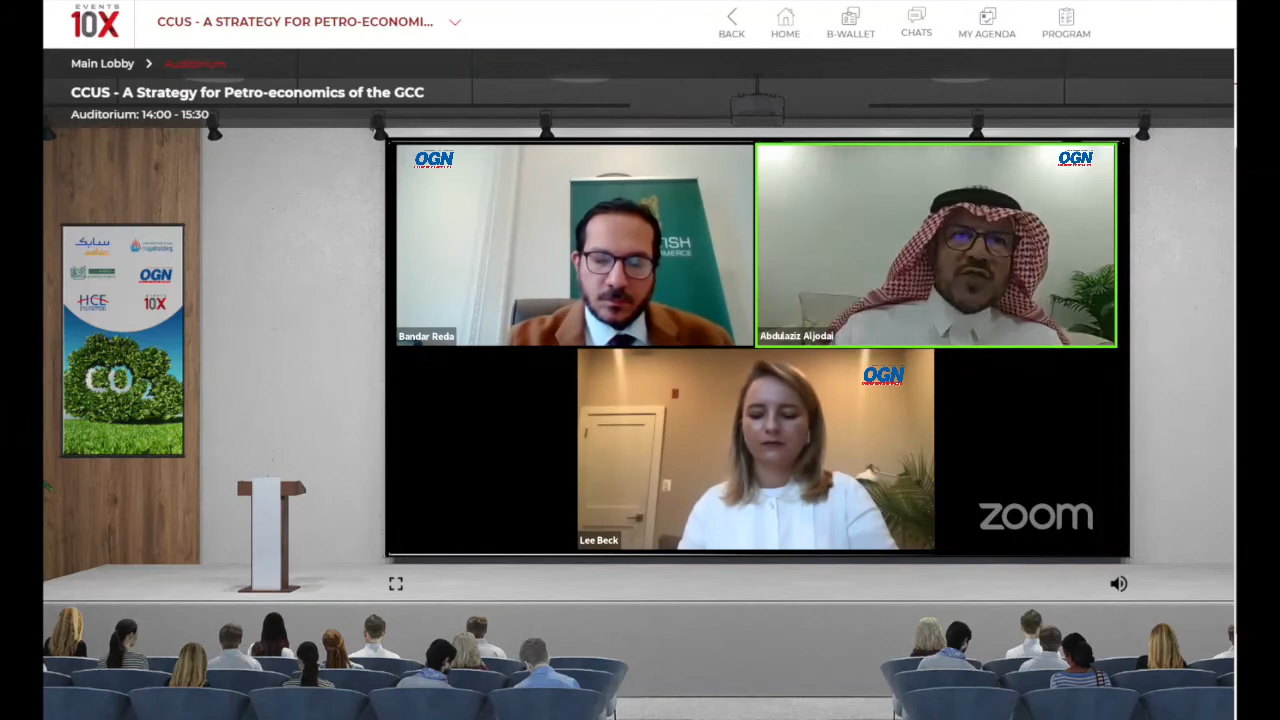 EVENTS
10X
CCUS - A STRATEGY FOR PETRO-ECONOMI...
BACK
HOME
B-WALLET
CHATS
MY AGENDA
PROGRAM
Main Lobby
Auditorium
CCUS - A Strategy for Petro-economics of the GCC
Auditorium: 14:00 - 15:30
OGN
OGN
Bandar Reda
Abdulaziz Aljodai
OGN
Lee Beck
zoom
سابك
OGN
HCE
10X
CO2